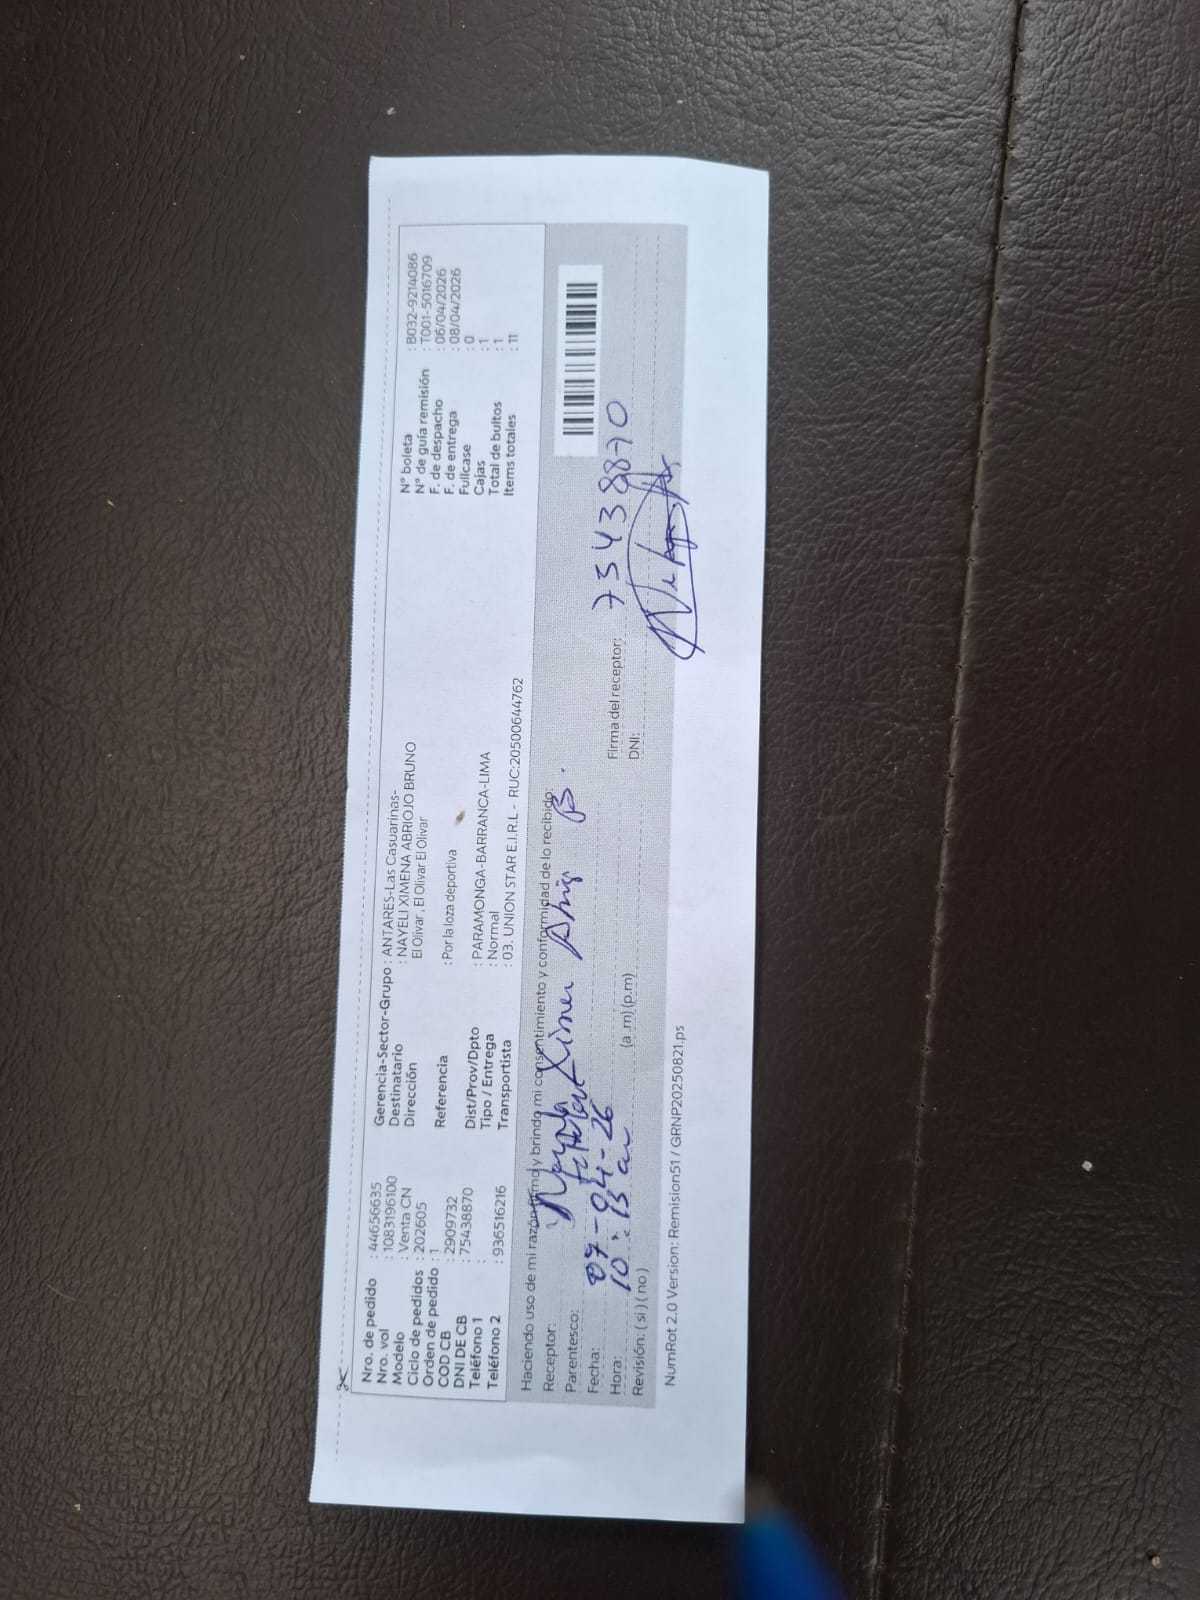 Nro. de pedido : 44656635
Nro. vol : 1083196100
Modelo : Venta CN
Ciclo de pedidos : 202605
Orden de pedido : 1
COD CB : 2909732
DNI DE CB : 75438870
Teléfono 1 :
Teléfono 2 : 936516216
Gerencia-Sector-Grupo : ANTARES-Las Casuarinas-
Destinatario : NAYELI XIMENA ABRIOJO BRUNO
Dirección El Olivar , El Olivar El Olivar
Referencia : Por la loza deportiva
Dist/Prov/Dpto : PARAMONGA-BARRANCA-LIMA
Tipo / Entrega : Normal
Transportista : 03. UNION STAR E.I.R.L - RUC:20500644762
N° boleta : B032-9214086
N° de guía remisión : T001-5016709
F. de despacho : 06/04/2026
F. de entrega : 08/04/2026
Fullcase : 0
Cajas : 1
Total de bultos : 1
Items totales : 11
Haciendo uso de mi razón firmo y brindo mi consentimiento y conformidad de lo recibido:
Receptor: B.
Parentesco: Titular
Fecha: 07-04-26
Hora: 10:15 am (a.m) (p.m)
Revisión: ( si ) ( no )
Firma del receptor: 75438870
DNI:
NumRot 2.0 Version: Remision51 / GRNP20250821.ps